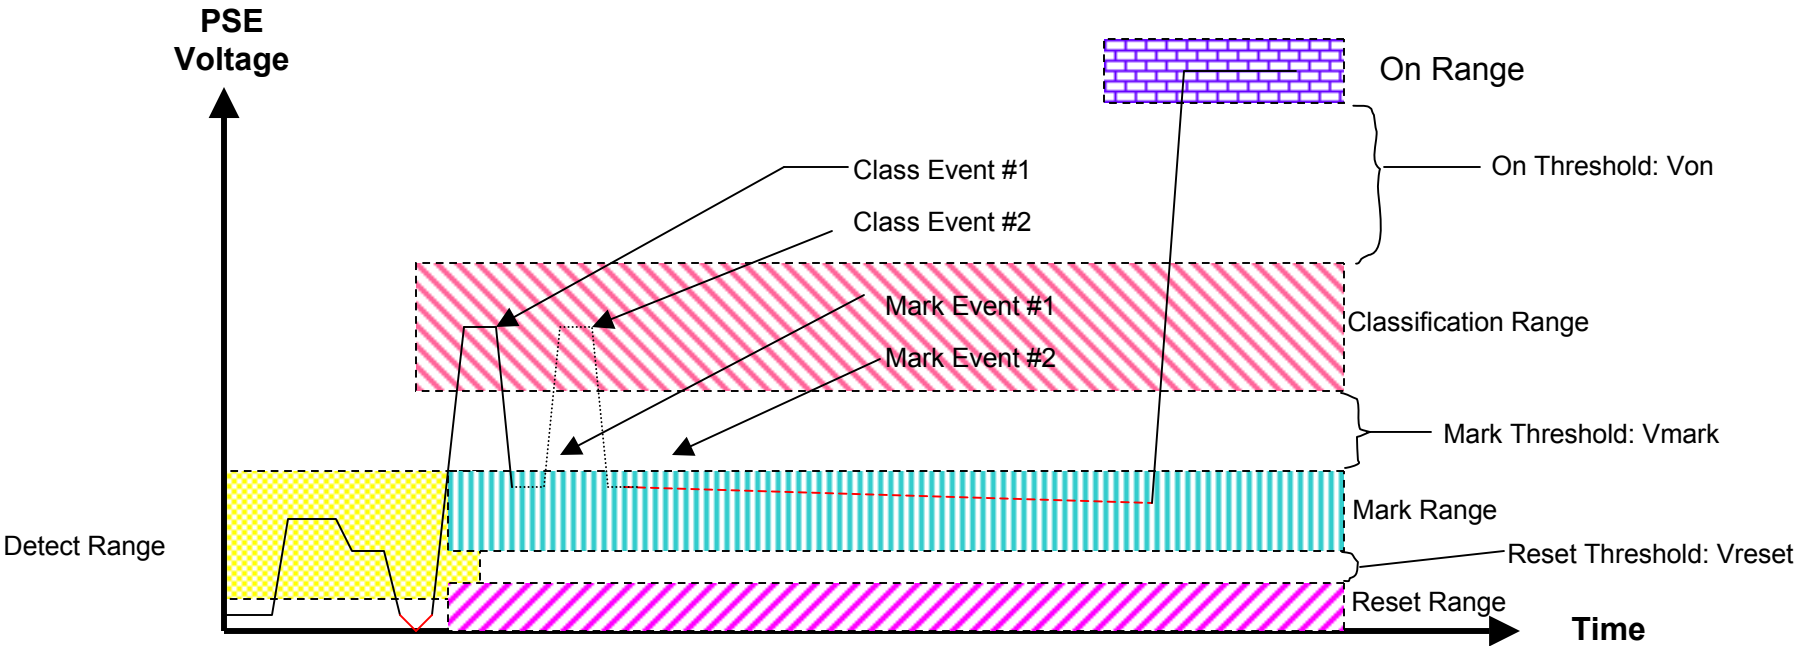 PSE
Voltage
On Range
Class Event #1
On Threshold: Von
Class Event #2
Mark Event #1
Classification Range
Mark Event #2
Mark Threshold: Vmark
Mark Range
Detect Range
Reset Threshold: Vreset
Reset Range
Time